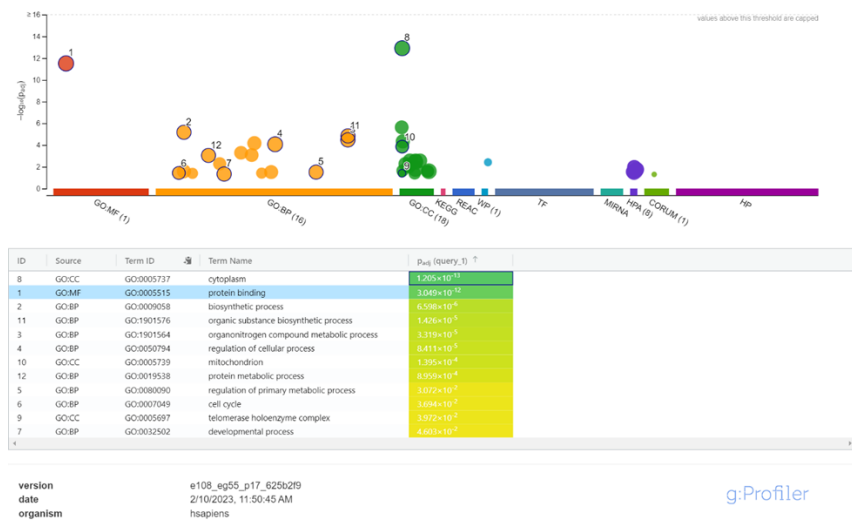 ≥ 16
values above this threshold are capped
14
12
10
8
6
4
2
0
-log10(padj)
1
2
3
4
5
6
7
8
9
10
11
12
GO:MF (1)
GO:BP (16)
GO:CC (18)
KEGG
REAC
WP (1)
TF
MIRNA
HPA (8)
CORUM (1)
HP
ID Source Term ID Term Name padj (query_1) ↑
8 GO:CC GO:0005737 cytoplasm 1.205×10-13
1 GO:MF GO:0005515 protein binding 3.049×10-12
2 GO:BP GO:0009058 biosynthetic process 6.598×10-6
11 GO:BP GO:1901576 organic substance biosynthetic process 1.426×10-5
3 GO:BP GO:1901564 organonitrogen compound metabolic process 3.319×10-5
4 GO:BP GO:0050794 regulation of cellular process 8.411×10-5
10 GO:CC GO:0005739 mitochondrion 1.395×10-4
12 GO:BP GO:0019538 protein metabolic process 8.959×10-4
5 GO:BP GO:0080090 regulation of primary metabolic process 3.072×10-2
6 GO:BP GO:0007049 cell cycle 3.694×10-2
9 GO:CC GO:0005697 telomerase holoenzyme complex 3.972×10-2
7 GO:BP GO:0032502 developmental process 4.603×10-2
version e108_eg55_p17_625b2f9
date 2/10/2023, 11:50:45 AM
organism hsapiens
g:Profiler